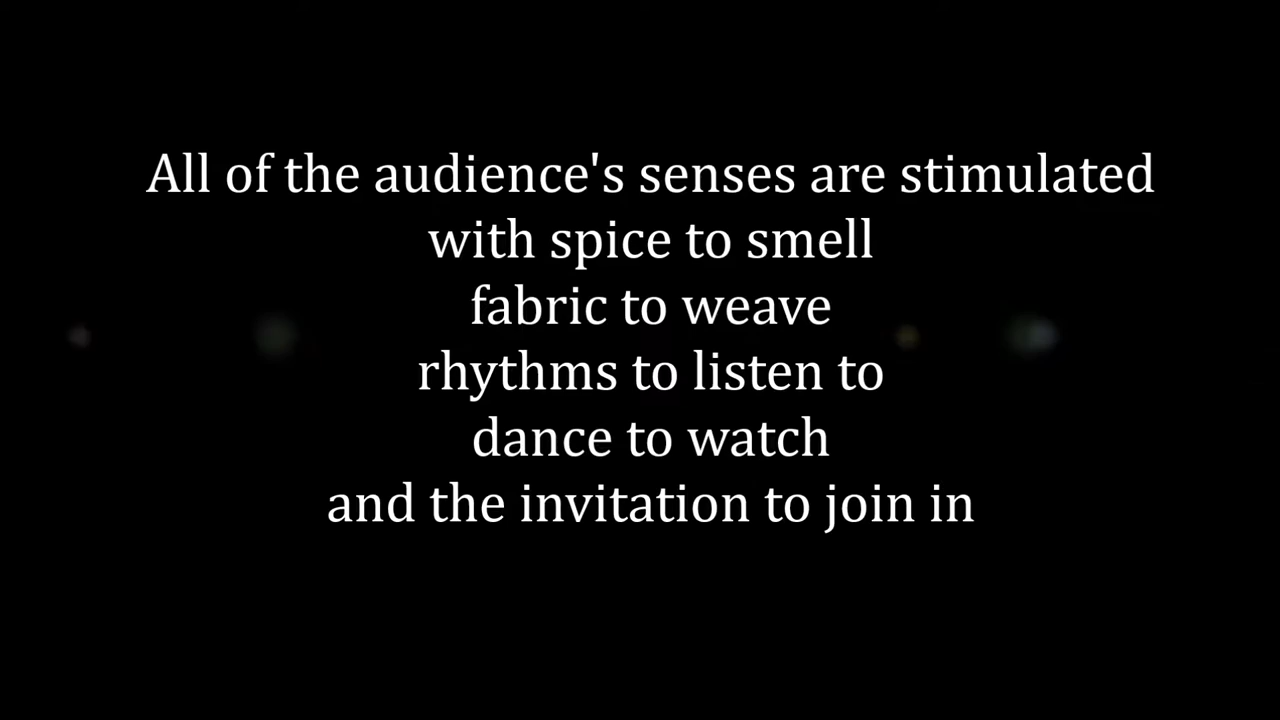 All of the audience's senses are stimulated
with spice to smell
fabric to weave
rhythms to listen to
dance to watch
and the invitation to join in